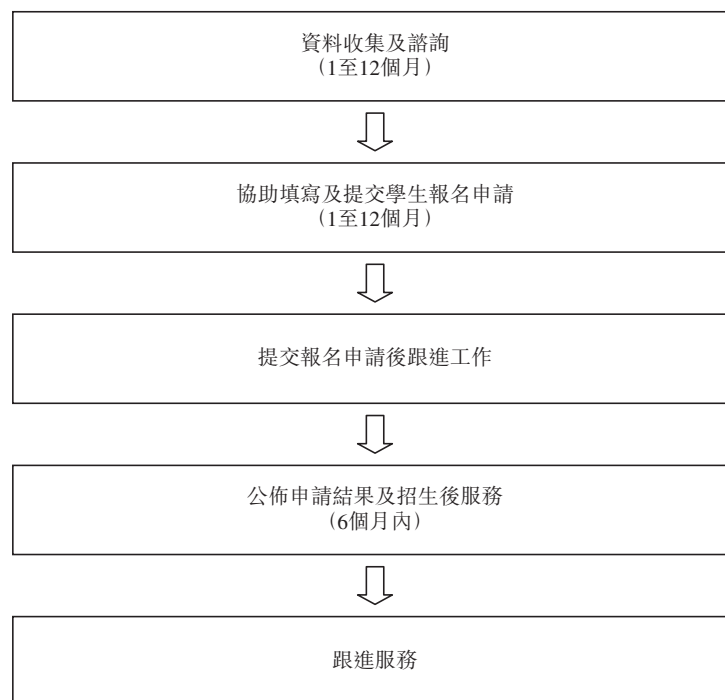 資料收集及諮詢
（1至12個月）
協助填寫及提交學生報名申請
（1至12個月）
提交報名申請後跟進工作
公佈申請結果及招生後服務
（6個月內）
跟進服務